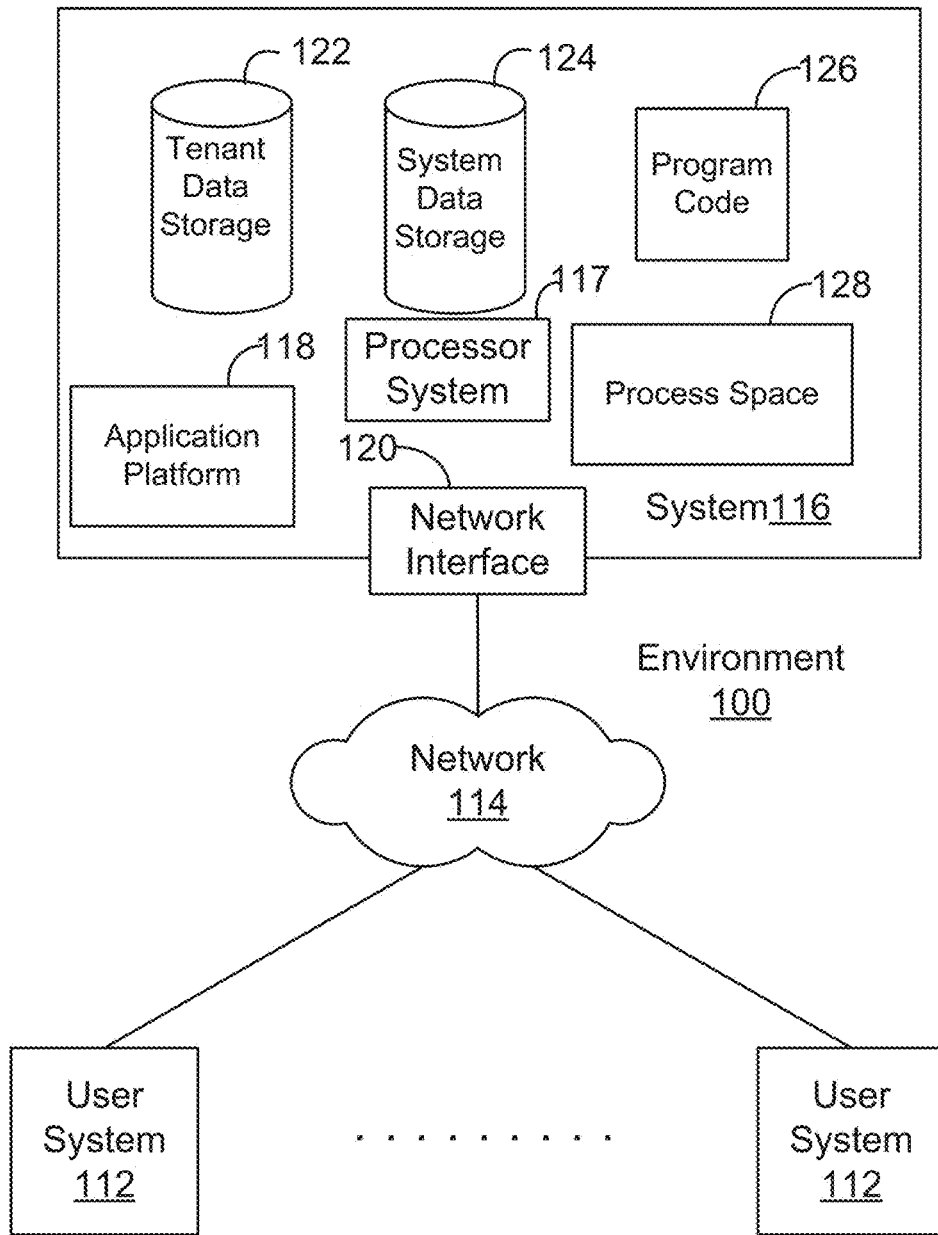 122
124
126
Tenant
Data
Storage
System
Data
Storage
Program
Code
117
128
118
Processor
System
Process Space
Application
Platform
120
System116
Network
Interface
Environment
100
Network
114
User
System
112
. . . . . . . . .
User
System
112